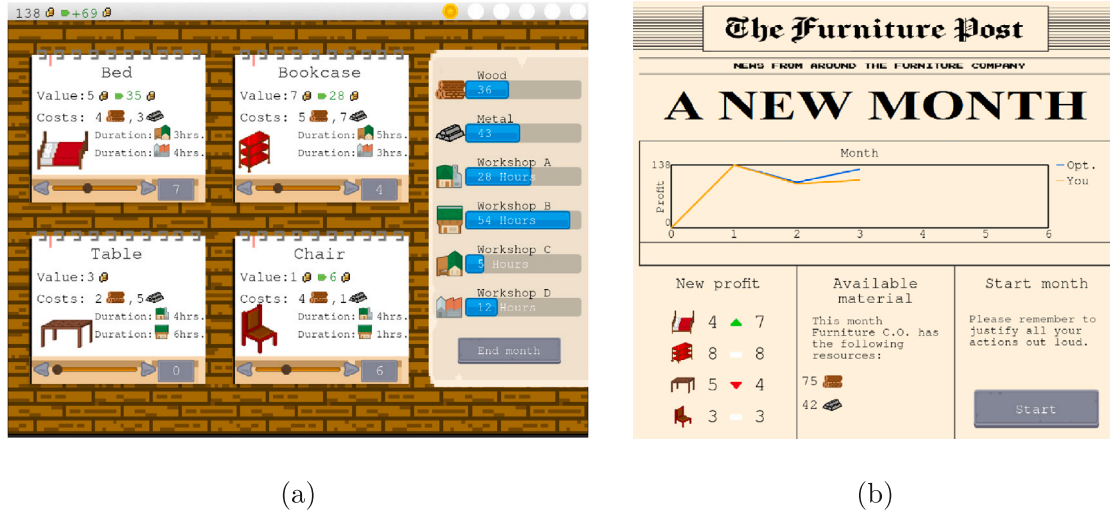 138 +69
Bed
Value:5 35
Costs: 4 ,3
Duration: 3hrs.
Duration: 4hrs.
7
Bookcase
Value:7 28
Costs: 5 ,7
Duration: 5hrs.
Duration: 3hrs.
4
Table
Value:3
Costs: 2 ,5
Duration: 4hrs.
Duration: 6hrs.
0
Chair
Value:1 6
Costs: 4 ,1
Duration: 4hrs.
Duration: 1hrs.
6
Wood
36
Metal
43
Workshop A
28 Hours
Workshop B
54 Hours
Workshop C
5 Hours
Workshop D
12 Hours
End month
(a)
The Furniture Post
NEWS FROM AROUND THE FURNITURE COMPANY
A NEW MONTH
Month
138
Profit
0
0 1 2 3 4 5 6
Opt.
You
New profit
4 7
8 8
5 4
3 3
Available
material
This month
Furniture C.O. has
the following
resources:
75
42
Start month
Please remember to
justify all your
actions out loud.
Start
(b)